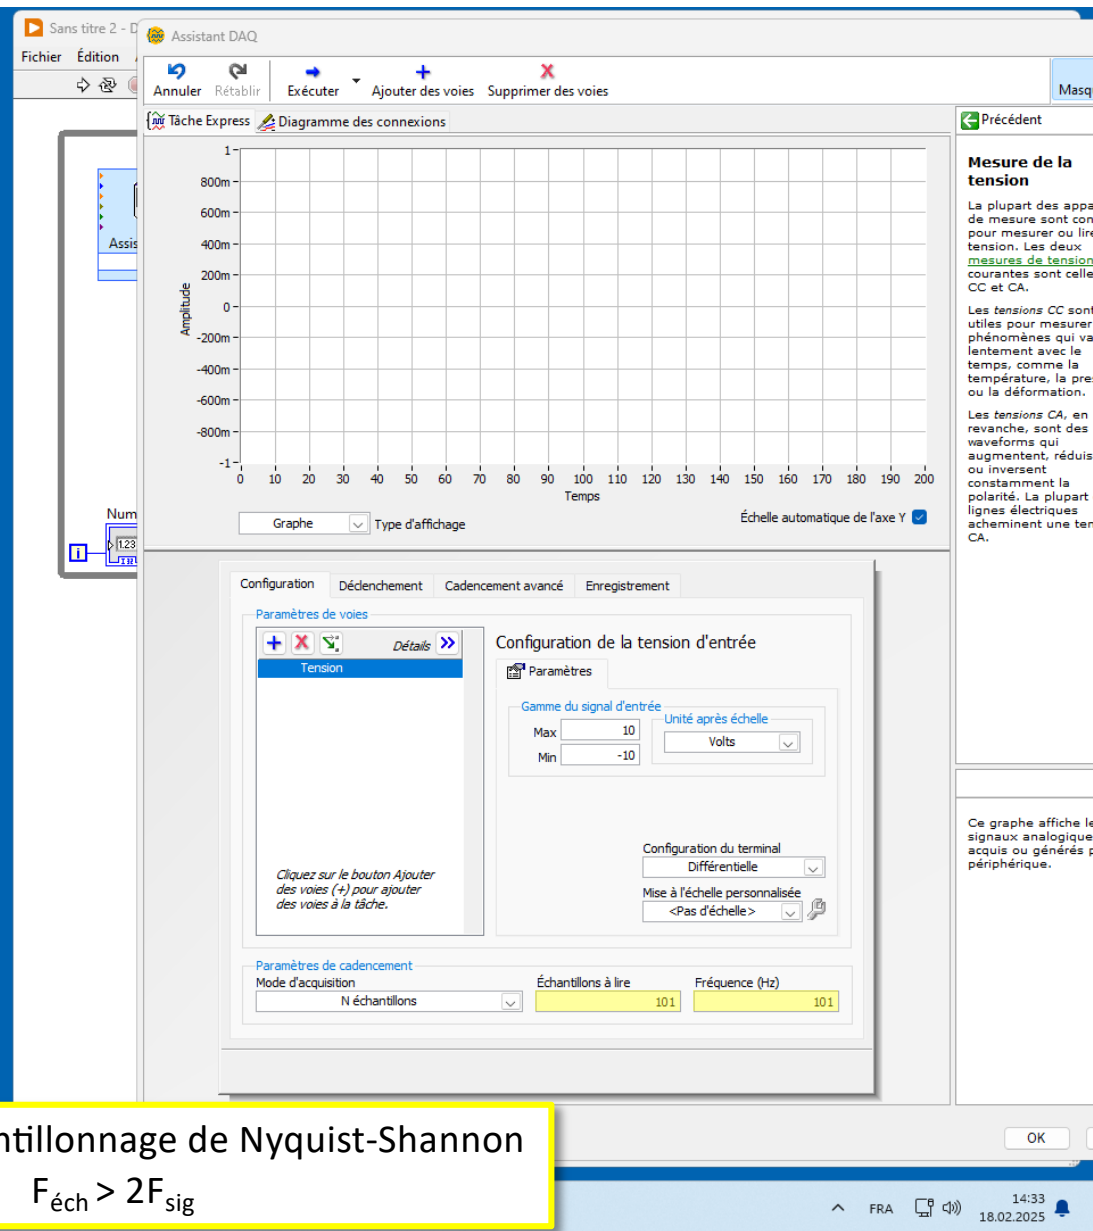 Sans titre 2 - D
Assistant DAQ
Fichier Édition
Annuler Rétablir Exécuter Ajouter des voies Supprimer des voies Masq
Tâche Express Diagramme des connexions
Précédent
Mesure de la
tension
La plupart des appa
de mesure sont con
pour mesurer ou lire
tension. Les deux
mesures de tension
courantes sont celle
CC et CA.
Les tensions CC sont
utiles pour mesurer
phénomènes qui va
lentement avec le
temps, comme la
température, la pres
ou la déformation.
Les tensions CA, en
revanche, sont des
waveforms qui
augmentent, réduis
ou inversent
constamment la
polarité. La plupart
lignes électriques
acheminent une ten
CA.
Assis
Num
1.23
i
Amplitude
1
800m
600m
400m
200m
0
-200m
-400m
-600m
-800m
-1
0 10 20 30 40 50 60 70 80 90 100 110 120 130 140 150 160 170 180 190 200
Temps
Graphe Type d'affichage Échelle automatique de l'axe Y
Configuration Déclenchement Cadencement avancé Enregistrement
Paramètres de voies
Détails
Tension
Cliquez sur le bouton Ajouter
des voies (+) pour ajouter
des voies à la tâche.
Configuration de la tension d'entrée
Paramètres
Gamme du signal d'entrée
Max 10
Min -10
Unité après échelle
Volts
Configuration du terminal
Différentielle
Mise à l'échelle personnalisée
<Pas d'échelle>
Paramètres de cadencement
Mode d'acquisition Échantillons à lire Fréquence (Hz)
N échantillons 101 101
Ce graphe affiche le
signaux analogique
acquis ou générés p
périphérique.
OK
ntillonnage de Nyquist-Shannon
Féch > 2Fsig
FRA
14:33
18.02.2025